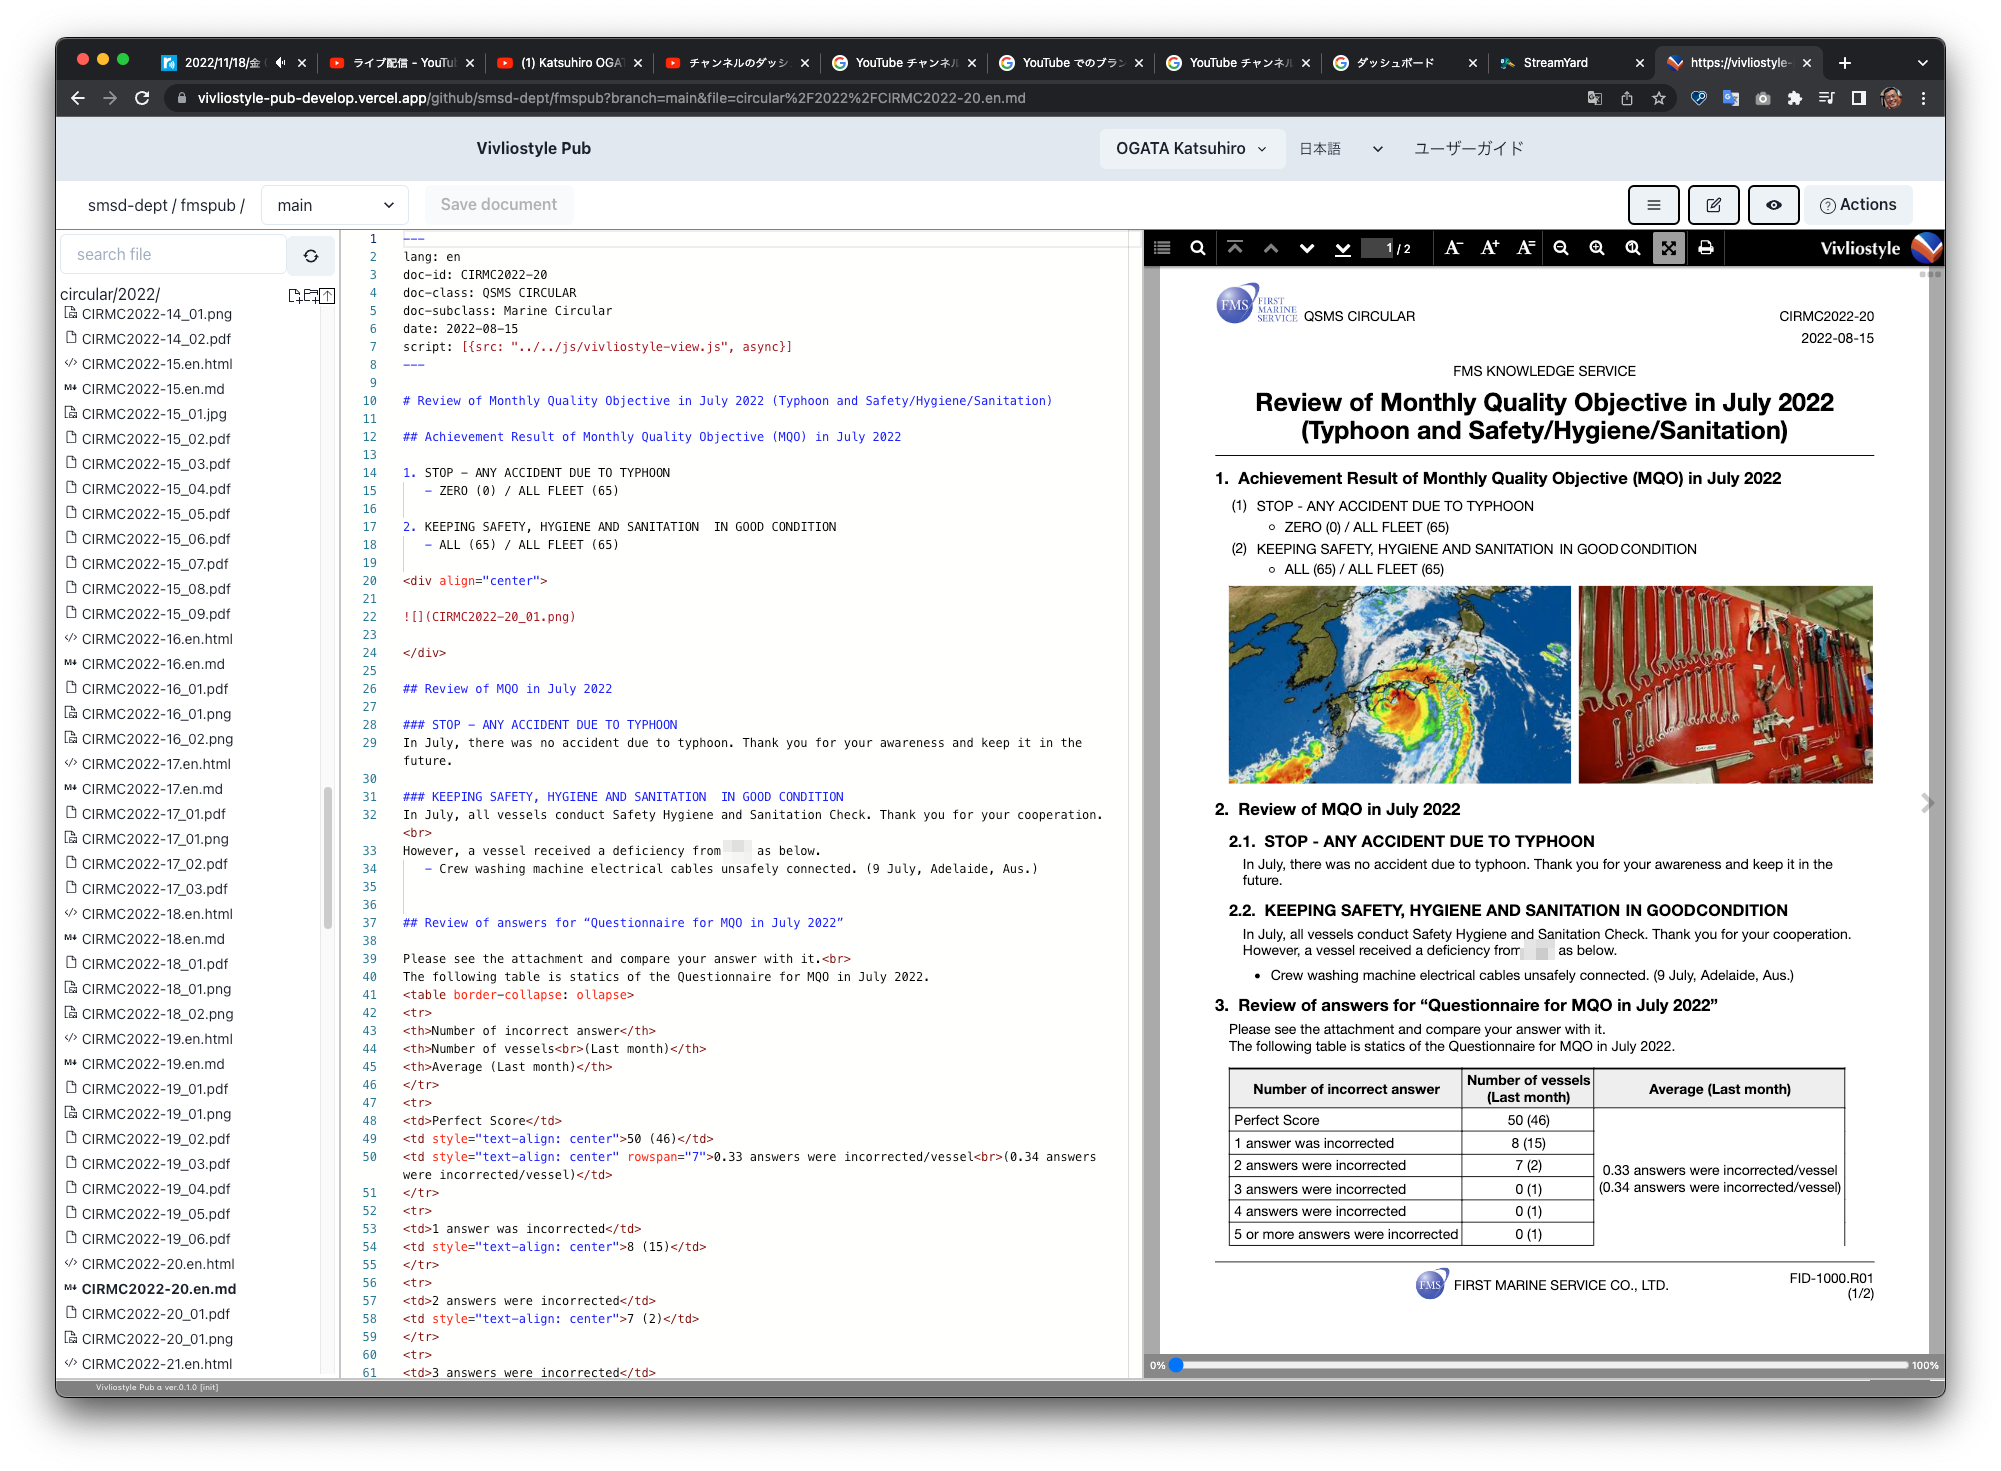 2022/11/18/金
ライブ配信 - YouTu
(1) Katsuhiro OGA
チャンネルのダッシ
YouTube チャンネル
YouTube でのブラン
YouTube チャンネル
ダッシュボード
StreamYard
https://vivliostyle-
vivliostyle-pub-develop.vercel.app/github/smsd-dept/fmspub?branch=main&file=circular%2F2022%2FCIRMC2022-20.en.md
Vivliostyle Pub
OGATA Katsuhiro
日本語
ユーザーガイド
smsd-dept / fmspub /
main
Save document
Actions
search file
circular/2022/
CIRMC2022-14_01.png
CIRMC2022-14_02.pdf
CIRMC2022-15.en.html
CIRMC2022-15.en.md
CIRMC2022-15_01.jpg
CIRMC2022-15_02.pdf
CIRMC2022-15_03.pdf
CIRMC2022-15_04.pdf
CIRMC2022-15_05.pdf
CIRMC2022-15_06.pdf
CIRMC2022-15_07.pdf
CIRMC2022-15_08.pdf
CIRMC2022-15_09.pdf
CIRMC2022-16.en.html
CIRMC2022-16.en.md
CIRMC2022-16_01.pdf
CIRMC2022-16_01.png
CIRMC2022-16_02.png
CIRMC2022-17.en.html
CIRMC2022-17.en.md
CIRMC2022-17_01.pdf
CIRMC2022-17_01.png
CIRMC2022-17_02.pdf
CIRMC2022-17_03.pdf
CIRMC2022-18.en.html
CIRMC2022-18.en.md
CIRMC2022-18_01.pdf
CIRMC2022-18_01.png
CIRMC2022-18_02.png
CIRMC2022-19.en.html
CIRMC2022-19.en.md
CIRMC2022-19_01.pdf
CIRMC2022-19_01.png
CIRMC2022-19_02.pdf
CIRMC2022-19_03.pdf
CIRMC2022-19_04.pdf
CIRMC2022-19_05.pdf
CIRMC2022-19_06.pdf
CIRMC2022-20.en.html
CIRMC2022-20.en.md
CIRMC2022-20_01.pdf
CIRMC2022-20_01.png
CIRMC2022-21.en.html
1 ---
2 lang: en
3 doc-id: CIRMC2022-20
4 doc-class: QSMS CIRCULAR
5 doc-subclass: Marine Circular
6 date: 2022-08-15
7 script: [{src: "../../js/vivliostyle-view.js", async}]
8 ---
9
10 # Review of Monthly Quality Objective in July 2022 (Typhoon and Safety/Hygiene/Sanitation)
11
12 ## Achievement Result of Monthly Quality Objective (MQO) in July 2022
13
14 1. STOP - ANY ACCIDENT DUE TO TYPHOON
15 - ZERO (0) / ALL FLEET (65)
16
17 2. KEEPING SAFETY, HYGIENE AND SANITATION  IN GOOD CONDITION
18 - ALL (65) / ALL FLEET (65)
19
20 <div align="center">
21
22 ![](CIRMC2022-20_01.png)
23
24 </div>
25
26 ## Review of MQO in July 2022
27
28 ### STOP - ANY ACCIDENT DUE TO TYPHOON
29 In July, there was no accident due to typhoon. Thank you for your awareness and keep it in the
future.
30
31 ### KEEPING SAFETY, HYGIENE AND SANITATION  IN GOOD CONDITION
32 In July, all vessels conduct Safety Hygiene and Sanitation Check. Thank you for your cooperation.
<br>
33 However, a vessel received a deficiency from as below.
34 - Crew washing machine electrical cables unsafely connected. (9 July, Adelaide, Aus.)
35
36
37 ## Review of answers for “Questionnaire for MQO in July 2022”
38
39 Please see the attachment and compare your answer with it.<br>
40 The following table is statics of the Questionnaire for MQO in July 2022.
41 <table border-collapse: ollapse>
42 <tr>
43 <th>Number of incorrect answer</th>
44 <th>Number of vessels<br>(Last month)</th>
45 <th>Average (Last month)</th>
46 </tr>
47 <tr>
48 <td>Perfect Score</td>
49 <td style="text-align: center">50 (46)</td>
50 <td style="text-align: center" rowspan="7">0.33 answers were incorrected/vessel<br>(0.34 answers
were incorrected/vessel)</td>
51 </tr>
52 <tr>
53 <td>1 answer was incorrected</td>
54 <td style="text-align: center">8 (15)</td>
55 </tr>
56 <tr>
57 <td>2 answers were incorrected</td>
58 <td style="text-align: center">7 (2)</td>
59 </tr>
60 <tr>
61 <td>3 answers were incorrected</td>
1 / 2
A- A+ A=
Vivliostyle
FMS FIRST
MARINE
SERVICE
QSMS CIRCULAR
CIRMC2022-20
2022-08-15
FMS KNOWLEDGE SERVICE
Review of Monthly Quality Objective in July 2022
(Typhoon and Safety/Hygiene/Sanitation)
1. Achievement Result of Monthly Quality Objective (MQO) in July 2022
(1) STOP - ANY ACCIDENT DUE TO TYPHOON
ZERO (0) / ALL FLEET (65)
(2) KEEPING SAFETY, HYGIENE AND SANITATION IN GOOD CONDITION
ALL (65) / ALL FLEET (65)
2. Review of MQO in July 2022
2.1. STOP - ANY ACCIDENT DUE TO TYPHOON
In July, there was no accident due to typhoon. Thank you for your awareness and keep it in the
future.
2.2. KEEPING SAFETY, HYGIENE AND SANITATION IN GOODCONDITION
In July, all vessels conduct Safety Hygiene and Sanitation Check. Thank you for your cooperation.
However, a vessel received a deficiency from as below.
• Crew washing machine electrical cables unsafely connected. (9 July, Adelaide, Aus.)
3. Review of answers for “Questionnaire for MQO in July 2022”
Please see the attachment and compare your answer with it.
The following table is statics of the Questionnaire for MQO in July 2022.
Number of incorrect answer
Number of vessels
(Last month)
Average (Last month)
Perfect Score 50 (46)
1 answer was incorrected 8 (15)
2 answers were incorrected 7 (2)
0.33 answers were incorrected/vessel
(0.34 answers were incorrected/vessel)
3 answers were incorrected 0 (1)
4 answers were incorrected 0 (1)
5 or more answers were incorrected 0 (1)
FMS FIRST MARINE SERVICE CO., LTD.
FID-1000.R01
(1/2)
0% 100%
Vivliostyle Pub α ver.0.1.0 [init]